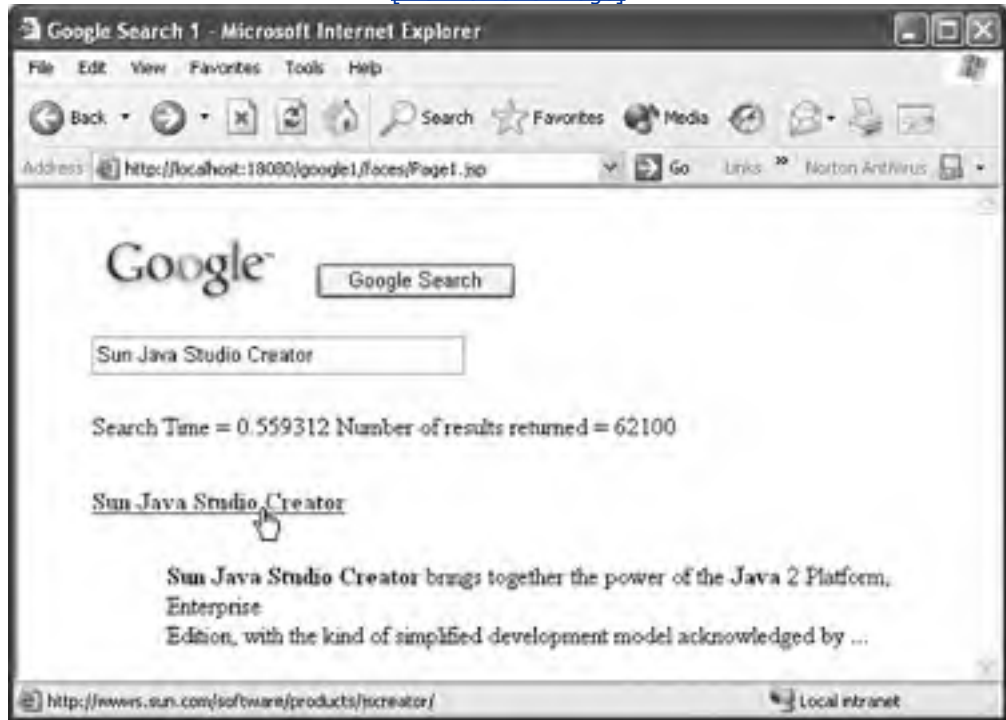 Google Search 1 - Microsoft Internet Explorer
File Edit View Favorites Tools Help
Back Search Favorites Media
Address http://localhost:18080/google1/faces/Page1.jsp Go Links » Norton AntiVirus
Google™ Google Search
Sun Java Studio Creator
Search Time = 0.559312 Number of results returned = 62100
Sun Java Studio Creator
Sun Java Studio Creator brings together the power of the Java 2 Platform,
Enterprise
Edition, with the kind of simplified development model acknowledged by ...
http://wwws.sun.com/software/products/jscreator/ Local intranet